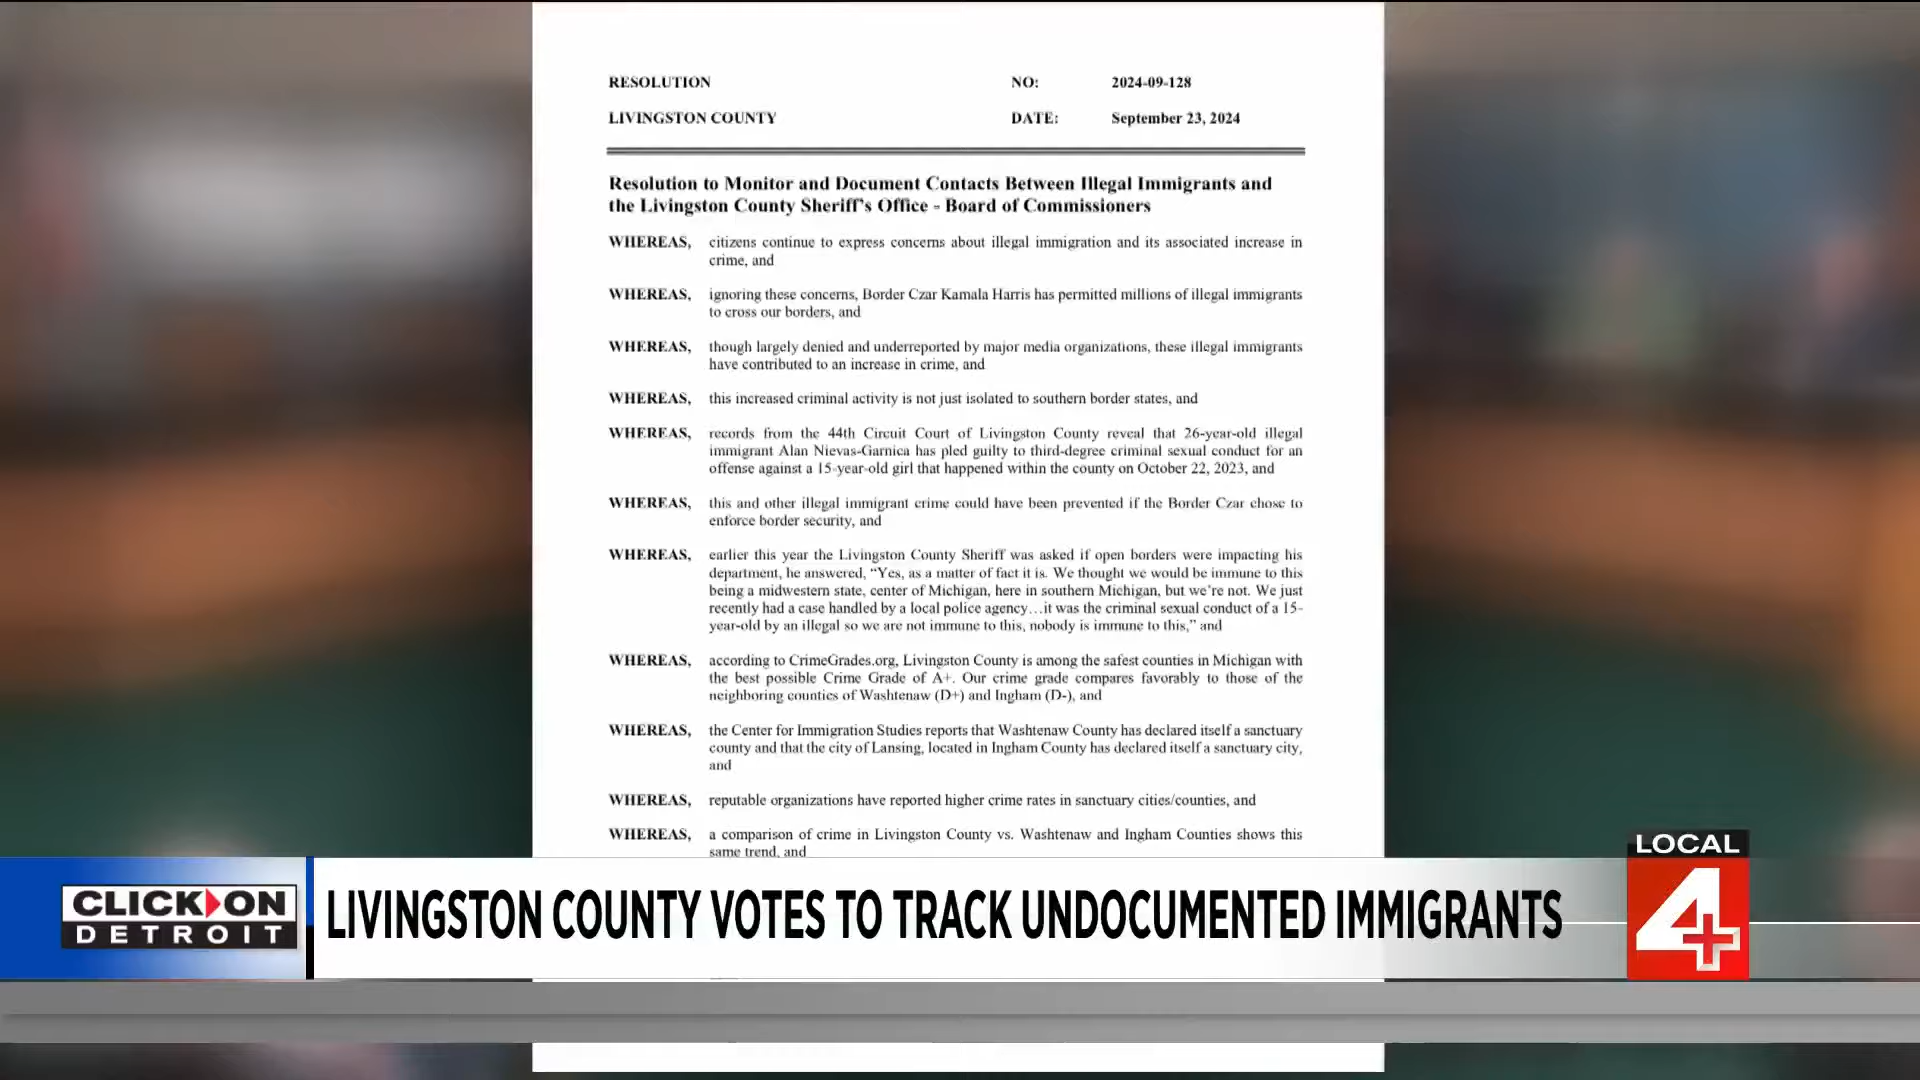 RESOLUTION NO: 2024-09-128
LIVINGSTON COUNTY DATE: September 23, 2024
Resolution to Monitor and Document Contacts Between Illegal Immigrants and
the Livingston County Sheriff's Office - Board of Commissioners
WHEREAS, citizens continue to express concerns about illegal immigration and its associated increase in
crime, and
WHEREAS, ignoring these concerns, Border Czar Kamala Harris has permitted millions of illegal immigrants
to cross our borders, and
WHEREAS, though largely denied and underreported by major media organizations, these illegal immigrants
have contributed to an increase in crime, and
WHEREAS, this increased criminal activity is not just isolated to southern border states, and
WHEREAS, records from the 44th Circuit Court of Livingston County reveal that 26-year-old illegal
immigrant Alan Nievas-Garnica has pled guilty to third-degree criminal sexual conduct for an
offense against a 15-year-old girl that happened within the county on October 22, 2023, and
WHEREAS, this and other illegal immigrant crime could have been prevented if the Border Czar chose to
enforce border security, and
WHEREAS, earlier this year the Livingston County Sheriff was asked if open borders were impacting his
department, he answered, “Yes, as a matter of fact it is. We thought we would be immune to this
being a midwestern state, center of Michigan, here in southern Michigan, but we're not. We just
recently had a case handled by a local police agency…it was the criminal sexual conduct of a 15-
year-old by an illegal so we are not immune to this, nobody is immune to this,” and
WHEREAS, according to CrimeGrades.org, Livingston County is among the safest counties in Michigan with
the best possible Crime Grade of A+. Our crime grade compares favorably to those of the
neighboring counties of Washtenaw (D+) and Ingham (D-), and
WHEREAS, the Center for Immigration Studies reports that Washtenaw County has declared itself a sanctuary
county and that the city of Lansing, located in Ingham County has declared itself a sanctuary city,
and
WHEREAS, reputable organizations have reported higher crime rates in sanctuary cities/counties, and
WHEREAS, a comparison of crime in Livingston County vs. Washtenaw and Ingham Counties shows this
same trend, and
LOCAL
4
CLICK ON
DETROIT
LIVINGSTON COUNTY VOTES TO TRACK UNDOCUMENTED IMMIGRANTS